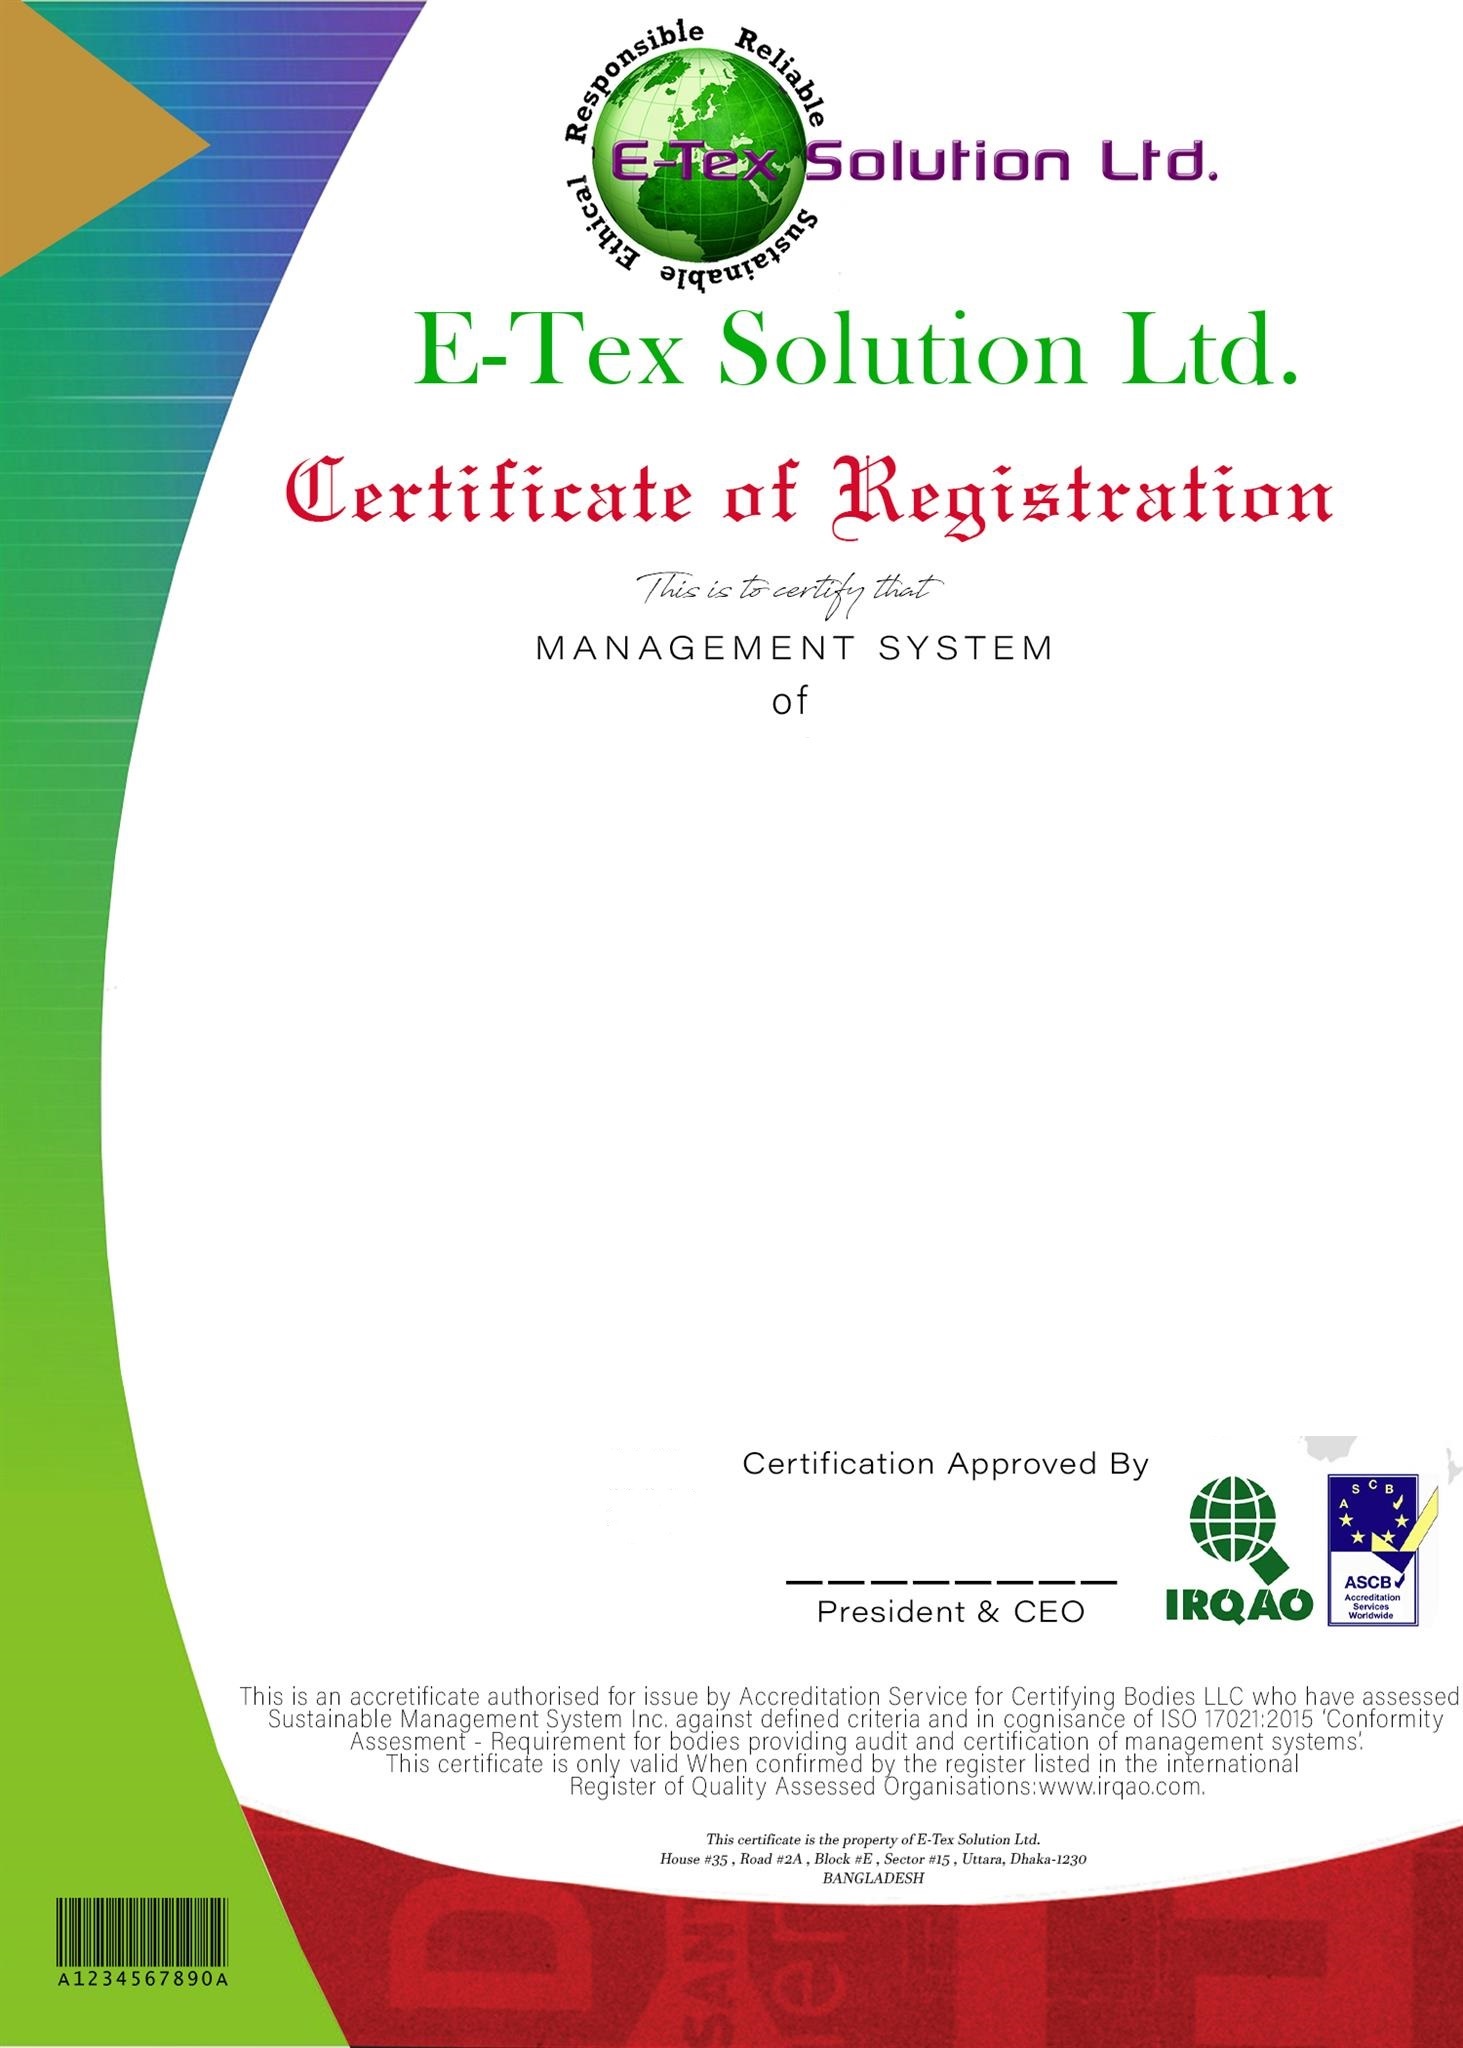 Responsible Reliable
E-Tex Solution Ltd.
Ethical Sustainable
E-Tex Solution Ltd.
Certificate of Registration
This is to certify that
MANAGEMENT SYSTEM
of
Certification Approved By
President & CEO
IRQAO
A S C B
ASCB
Accreditation
Services
Worldwide
This is an accretificate authorised for issue by Accreditation Service for Certifying Bodies LLC who have assessed
Sustainable Management System Inc. against defined criteria and in cognisance of ISO 17021:2015 'Conformity
Assesment - Requirement for bodies providing audit and certification of management systems'.
This certificate is only valid When confirmed by the register listed in the international
Register of Quality Assessed Organisations:www.irqao.com.
This certificate is the property of E-Tex Solution Ltd.
House #35 , Road #2A , Block #E , Sector #15 , Uttara, Dhaka-1230
BANGLADESH
A1234567890A